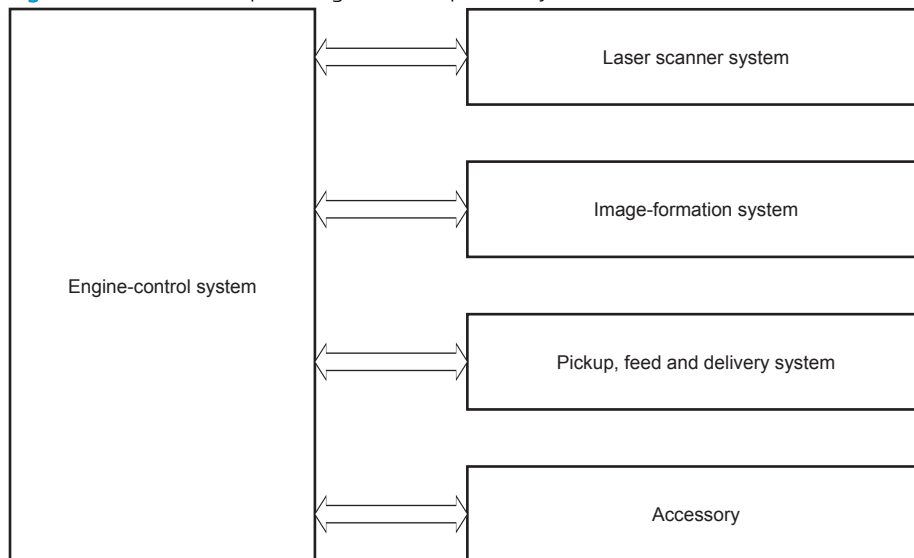 Laser scanner system
Image-formation system
Engine-control system
Pickup, feed and delivery system
Accessory